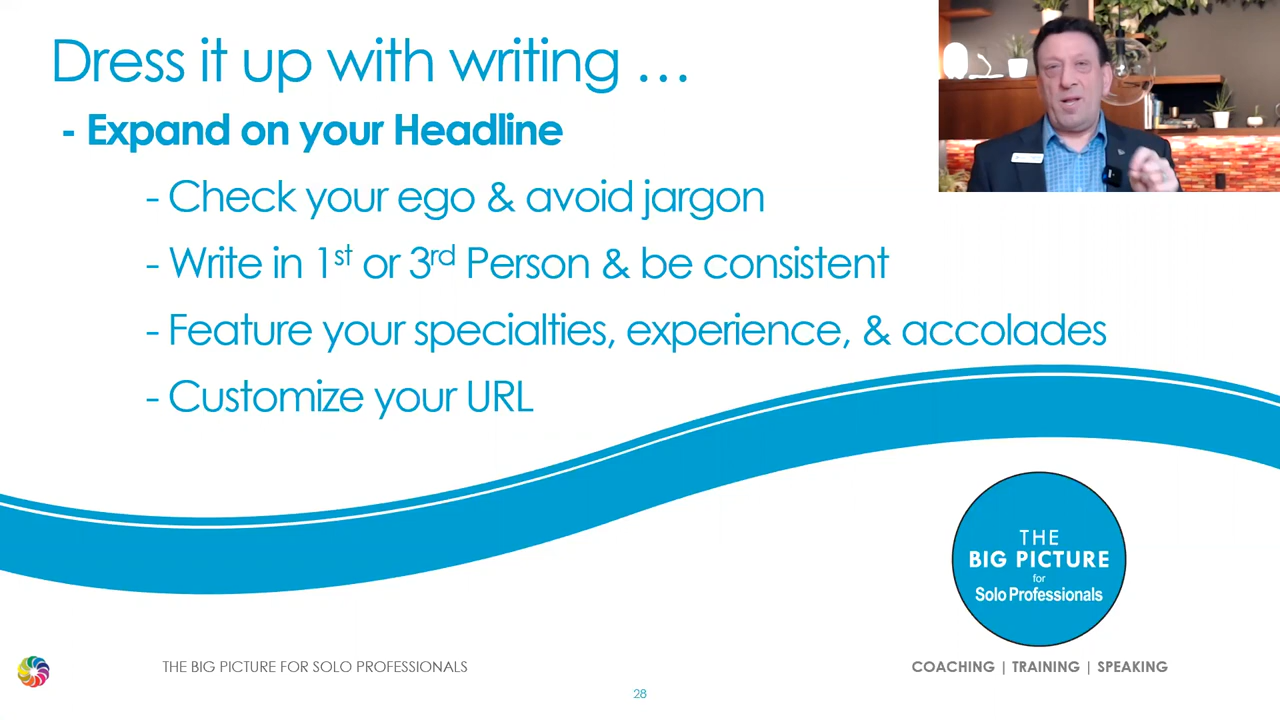 Dress it up with writing …
- Expand on your Headline
- Check your ego & avoid jargon
- Write in 1st or 3rd Person & be consistent
- Feature your specialties, experience, & accolades
- Customize your URL
THE
BIG PICTURE
for
Solo Professionals
THE BIG PICTURE FOR SOLO PROFESSIONALS
COACHING | TRAINING | SPEAKING
28